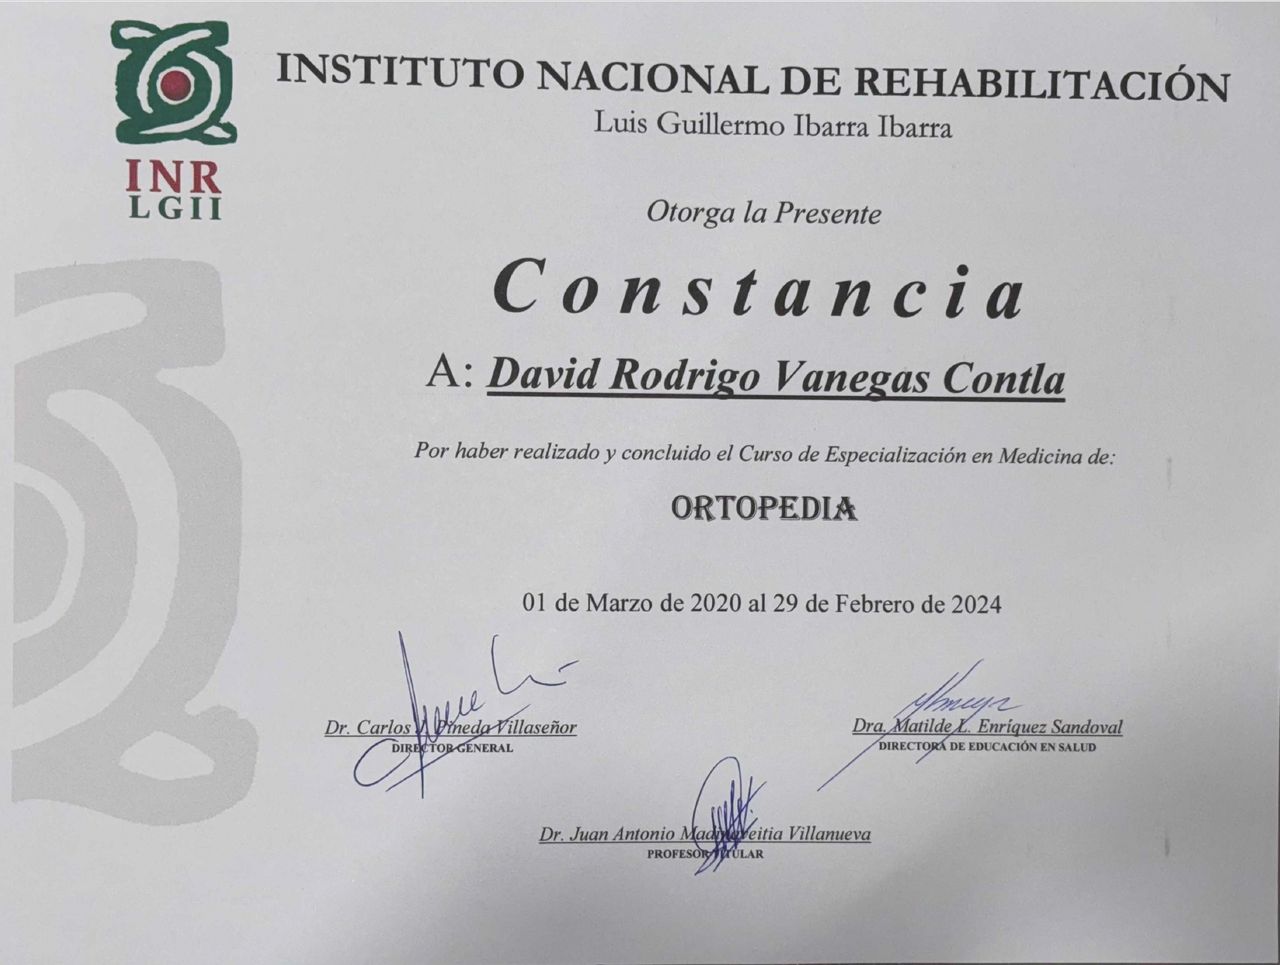 INSTITUTO NACIONAL DE REHABILITACIÓN
Luis Guillermo Ibarra Ibarra
INR
LGII
Otorga la Presente
Constancia
A: David Rodrigo Vanegas Contla
Por haber realizado y concluido el Curso de Especialización en Medicina de:
ORTOPEDIA
01 de Marzo de 2020 al 29 de Febrero de 2024
Dr. Carlos Pineda Villaseñor
DIRECTOR GENERAL
Dra. Matilde L. Enríquez Sandoval
DIRECTORA DE EDUCACIÓN EN SALUD
Dr. Juan Antonio Madinaveitia Villanueva
PROFESOR TITULAR